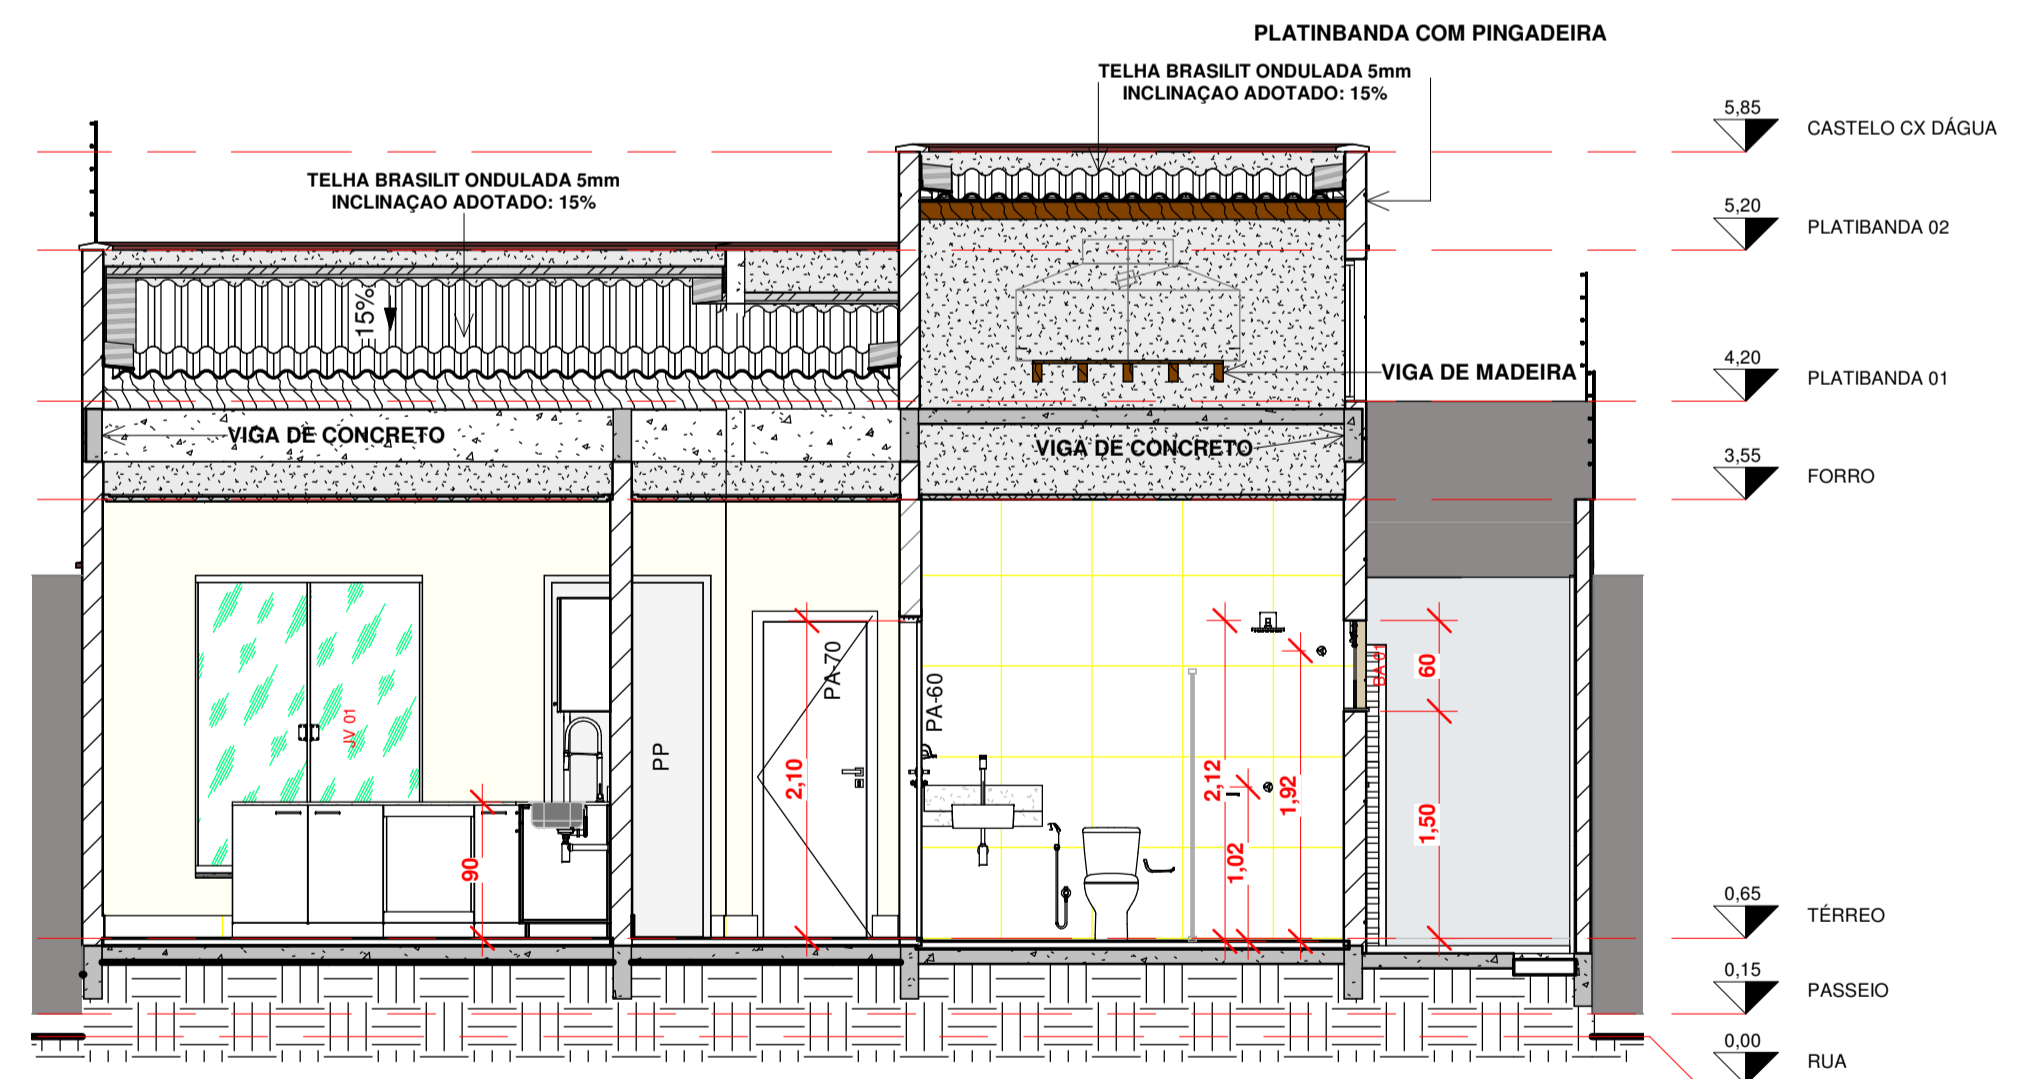 PLATINBANDA COM PINGADEIRA
TELHA BRASILIT ONDULADA 5mm
INCLINAÇAO ADOTADO: 15%
5,85
CASTELO CX DÁGUA
TELHA BRASILIT ONDULADA 5mm
INCLINAÇAO ADOTADO: 15%
5,20
PLATIBANDA 02
15%
VIGA DE MADEIRA
4,20
PLATIBANDA 01
VIGA DE CONCRETO
VIGA DE CONCRETO
3,55
FORRO
JV 01
PP
PA-70
PA-60
BA 01
60
2,10
2,12
1,92
1,50
90
1,02
0,65
TÉRREO
0,15
PASSEIO
0,00
RUA